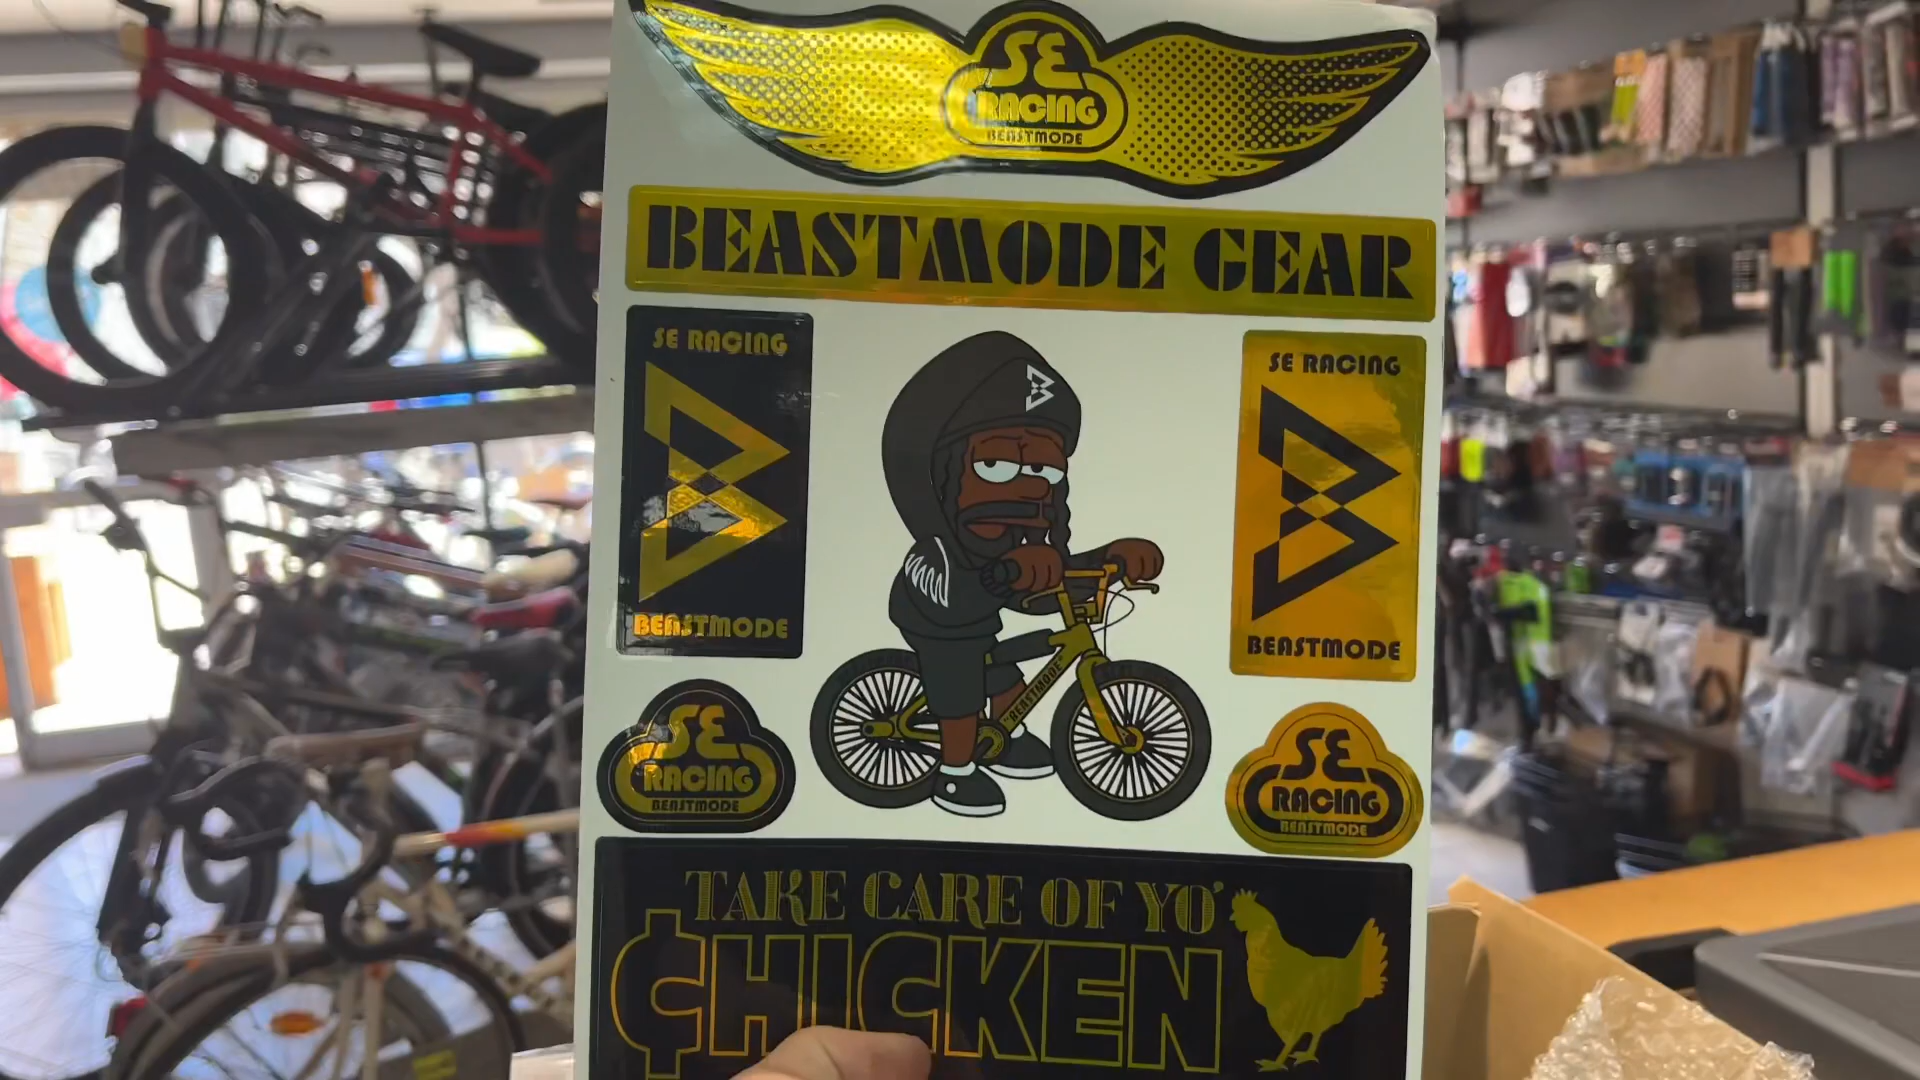 SE
RACING
BEASTMODE
BEASTMODE GEAR
SE RACING
BEASTMODE
SE RACING
BEASTMODE
"BEASTMODE"
SE
RACING
BEASTMODE
SE
RACING
BEASTMODE
TAKE CARE OF YO'
¢HICKEN